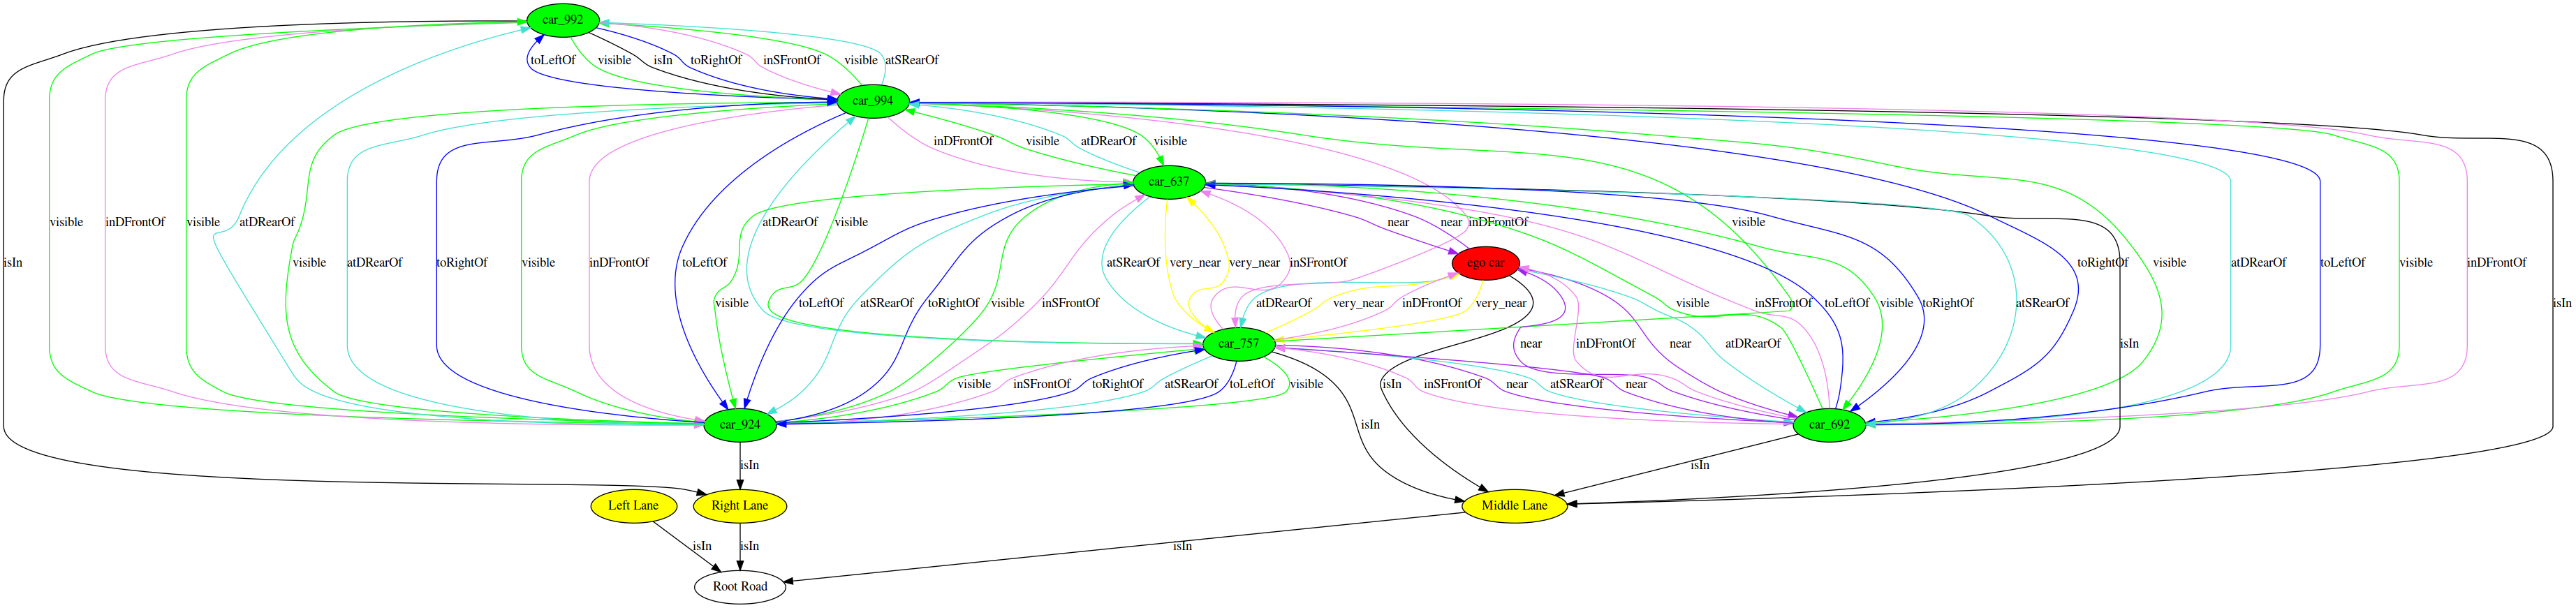 car_992
toLeftOf visible isIn toRightOf inSFrontOf visible atSRearOf
car_994
inDFrontOf visible atDRearOf visible
car_637
visible inDFrontOf visible atDRearOf atDRearOf visible near near inDFrontOf visible
isIn visible atDRearOf toRightOf visible inDFrontOf toLeftOf atSRearOf very_near very_near inSFrontOf ego car toRightOf visible atDRearOf toLeftOf visible inDFrontOf isIn
visible toLeftOf atSRearOf toRightOf visible inSFrontOf atDRearOf very_near inDFrontOf very_near visible inSFrontOf toLeftOf visible toRightOf atSRearOf isIn
car_757 near inDFrontOf near atDRearOf isIn
visible inSFrontOf toRightOf atSRearOf toLeftOf visible isIn inSFrontOf near atSRearOf near
car_924 isIn car_692
isIn isIn
Left Lane Right Lane Middle Lane
isIn isIn isIn
Root Road